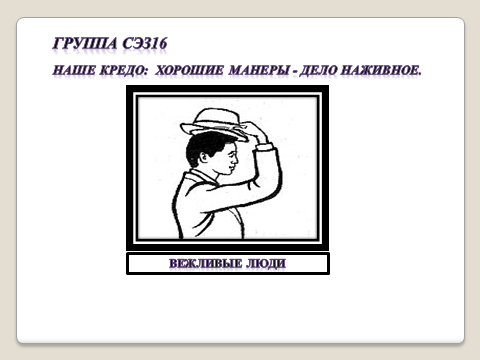 ГРУППА СЭ316
НАШЕ КРЕДО: ХОРОШИЕ МАНЕРЫ - ДЕЛО НАЖИВНОЕ.
ВЕЖЛИВЫЕ ЛЮДИ